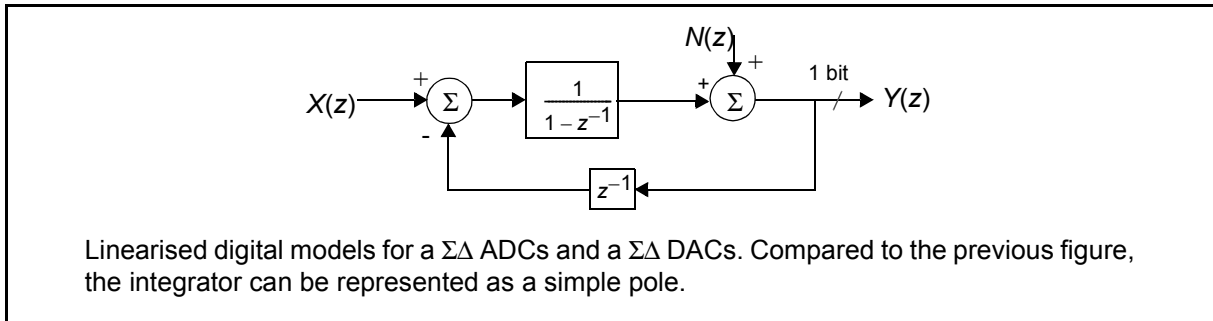 N(z)
+
1 bit
X(z)
+
Σ
1
1 – z⁻¹
+
Σ
Y(z)
-
z⁻¹
Linearised digital models for a ΣΔ ADCs and a ΣΔ DACs. Compared to the previous figure,
the integrator can be represented as a simple pole.